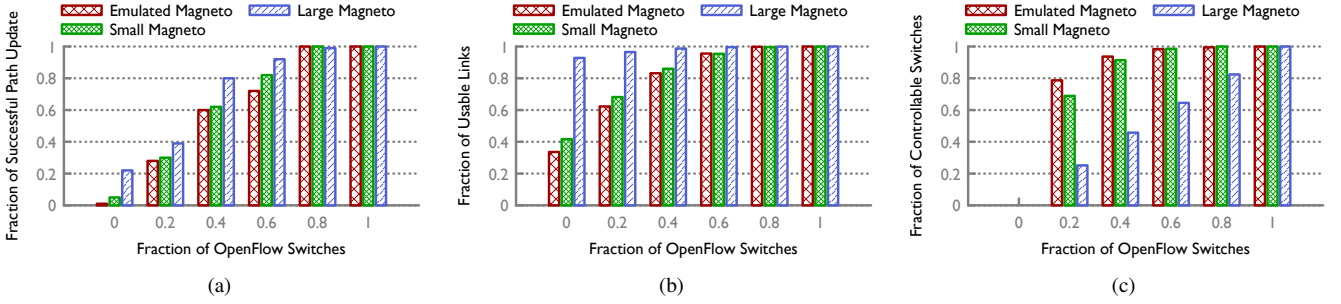 Emulated Magneto Large Magneto
Small Magneto
Fraction of Successful Path Update
1
0.8
0.6
0.4
0.2
0
0 0.2 0.4 0.6 0.8 1
Fraction of OpenFlow Switches
(a)
Emulated Magneto Large Magneto
Small Magneto
Fraction of Usable Links
1
0.8
0.6
0.4
0.2
0
0 0.2 0.4 0.6 0.8 1
Fraction of OpenFlow Switches
(b)
Emulated Magneto Large Magneto
Small Magneto
Fraction of Controllable Switches
1
0.8
0.6
0.4
0.2
0
0 0.2 0.4 0.6 0.8 1
Fraction of OpenFlow Switches
(c)